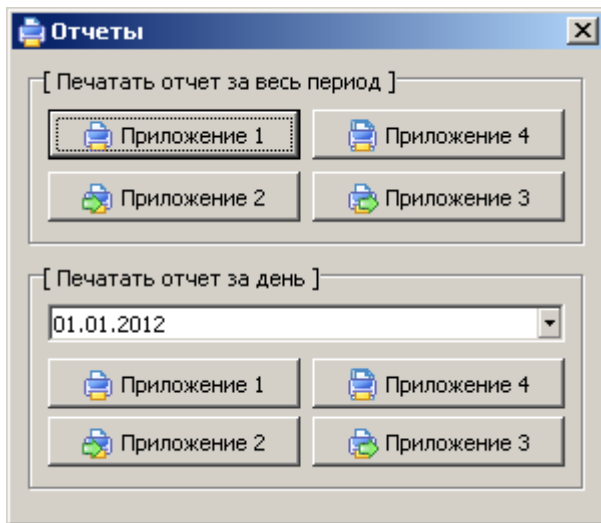 Отчеты
[ Печатать отчет за весь период ]
Приложение 1 Приложение 4
Приложение 2 Приложение 3
[ Печатать отчет за день ]
01.01.2012
Приложение 1 Приложение 4
Приложение 2 Приложение 3